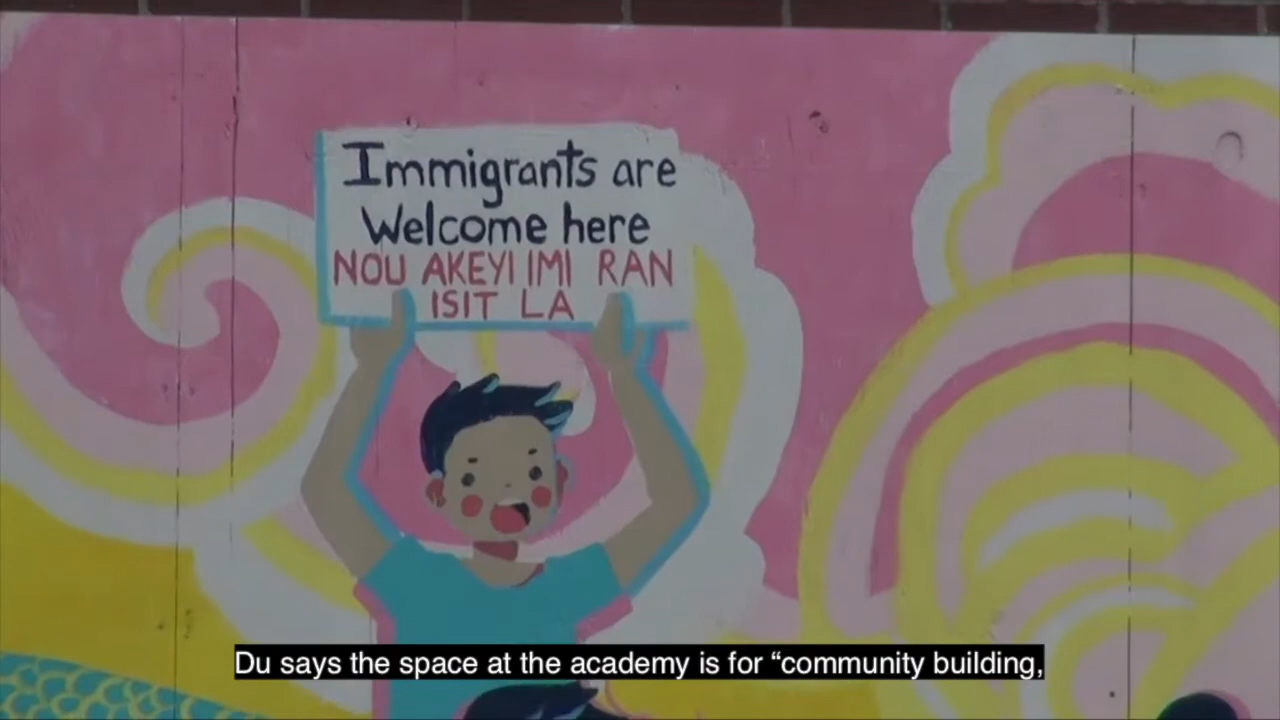 Immigrants are
Welcome here
NOU AKEYI IMI RAN
ISIT LA
Du says the space at the academy is for “community building,